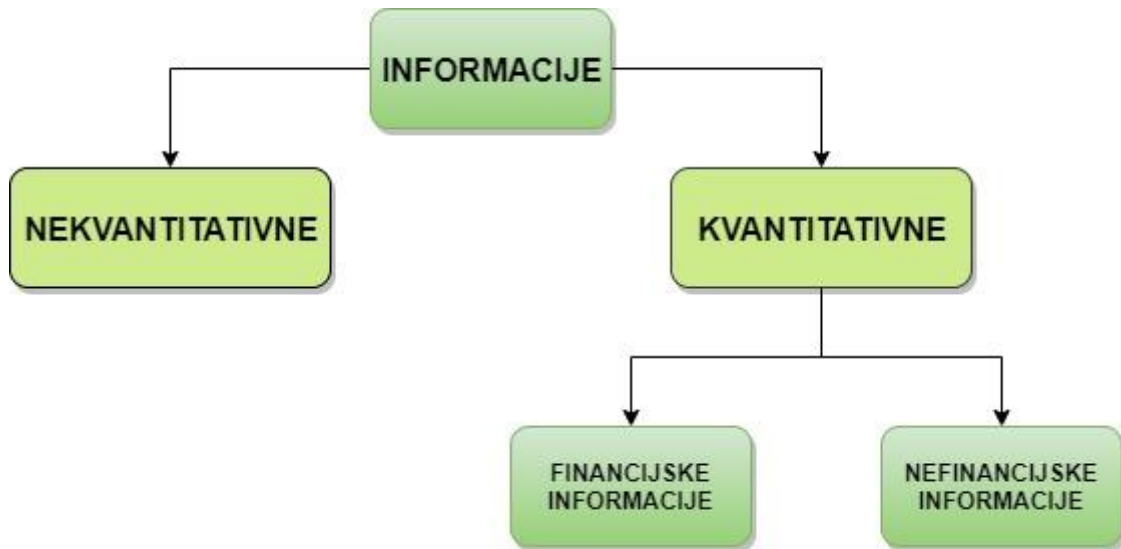 INFORMACIJE
NEKVANTITATIVNE
KVANTITATIVNE
FINANCIJSKE
INFORMACIJE
NEFINANCIJSKE
INFORMACIJE